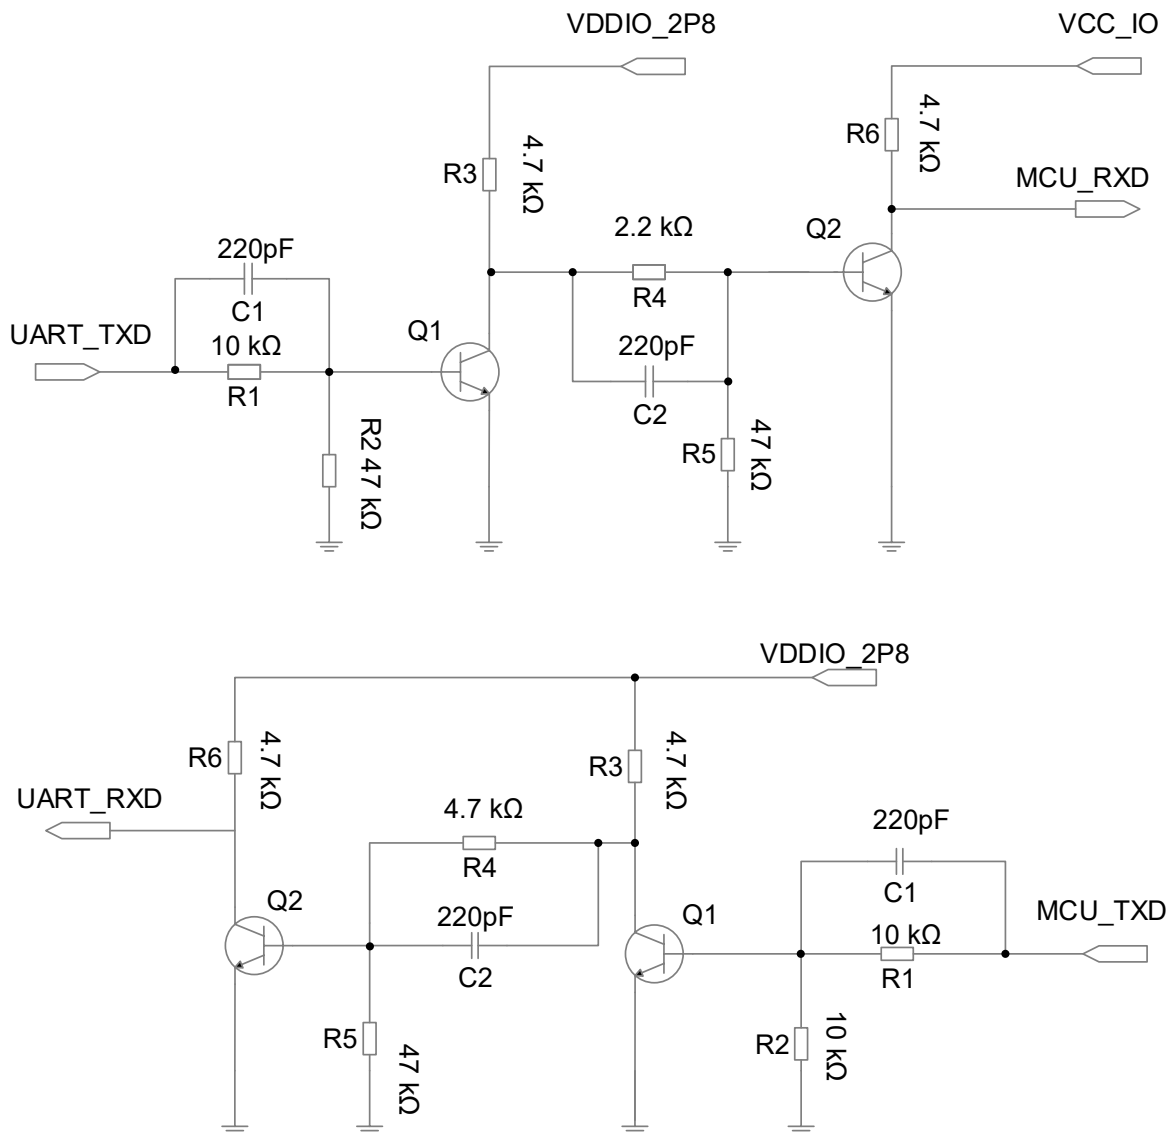 VDDIO_2P8
VCC_IO
R6
4.7 kΩ
R3
4.7 kΩ
MCU_RXD
2.2 kΩ
Q2
220pF
R4
C1
Q1
UART_TXD
10 kΩ
220pF
R1
C2
R2 47 kΩ
R5
47 kΩ
VDDIO_2P8
R6
4.7 kΩ
R3
4.7 kΩ
UART_RXD
4.7 kΩ
220pF
R4
C1
Q2
220pF
Q1
MCU_TXD
10 kΩ
C2
R1
R5
47 kΩ
R2
10 kΩ